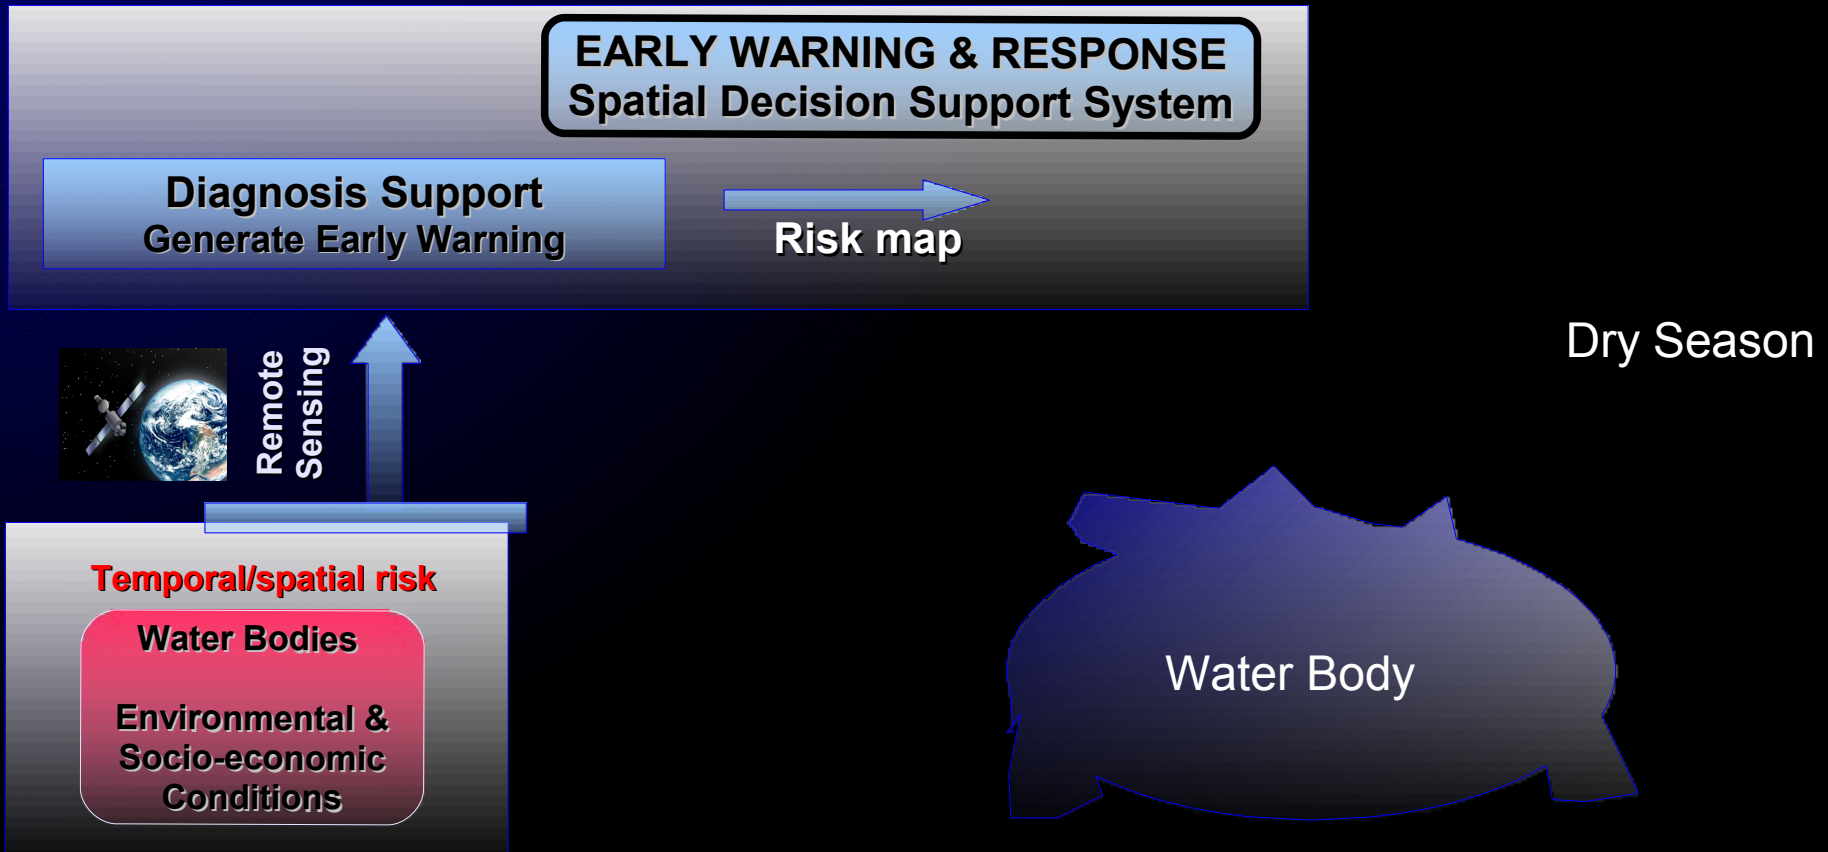 EARLY WARNING & RESPONSE
Spatial Decision Support System
Diagnosis Support
Generate Early Warning
Risk map
Remote
Sensing
Dry Season
Temporal/spatial risk
Water Bodies
Environmental &
Socio-economic
Conditions
Water Body